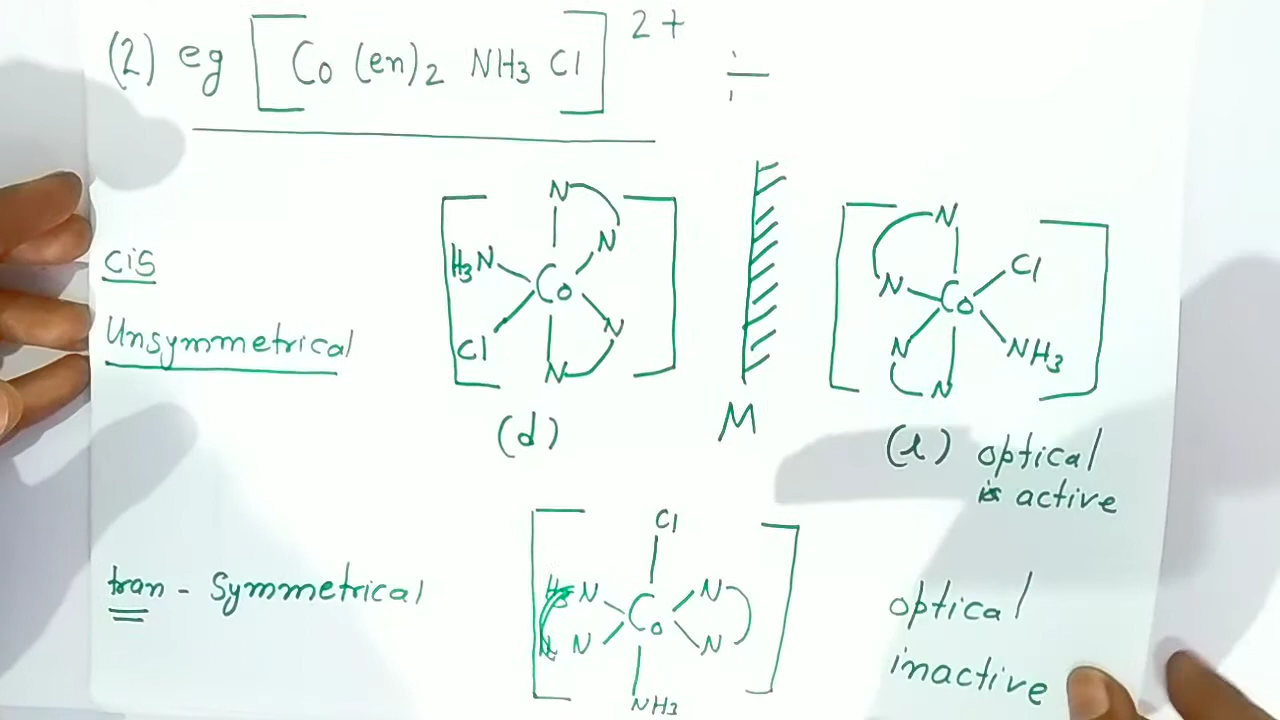 (2) eg [Co (en)2 NH3 Cl] 2+ ÷
cis
Unsymmetrical
N
N
H3N
Co
N
Cl
N
(d)
M
N
Cl
N
Co
N
NH3
N
(l) optical
is active
tran - Symmetrical
Cl
N
N
Co
N
N
NH3
optical
inactive